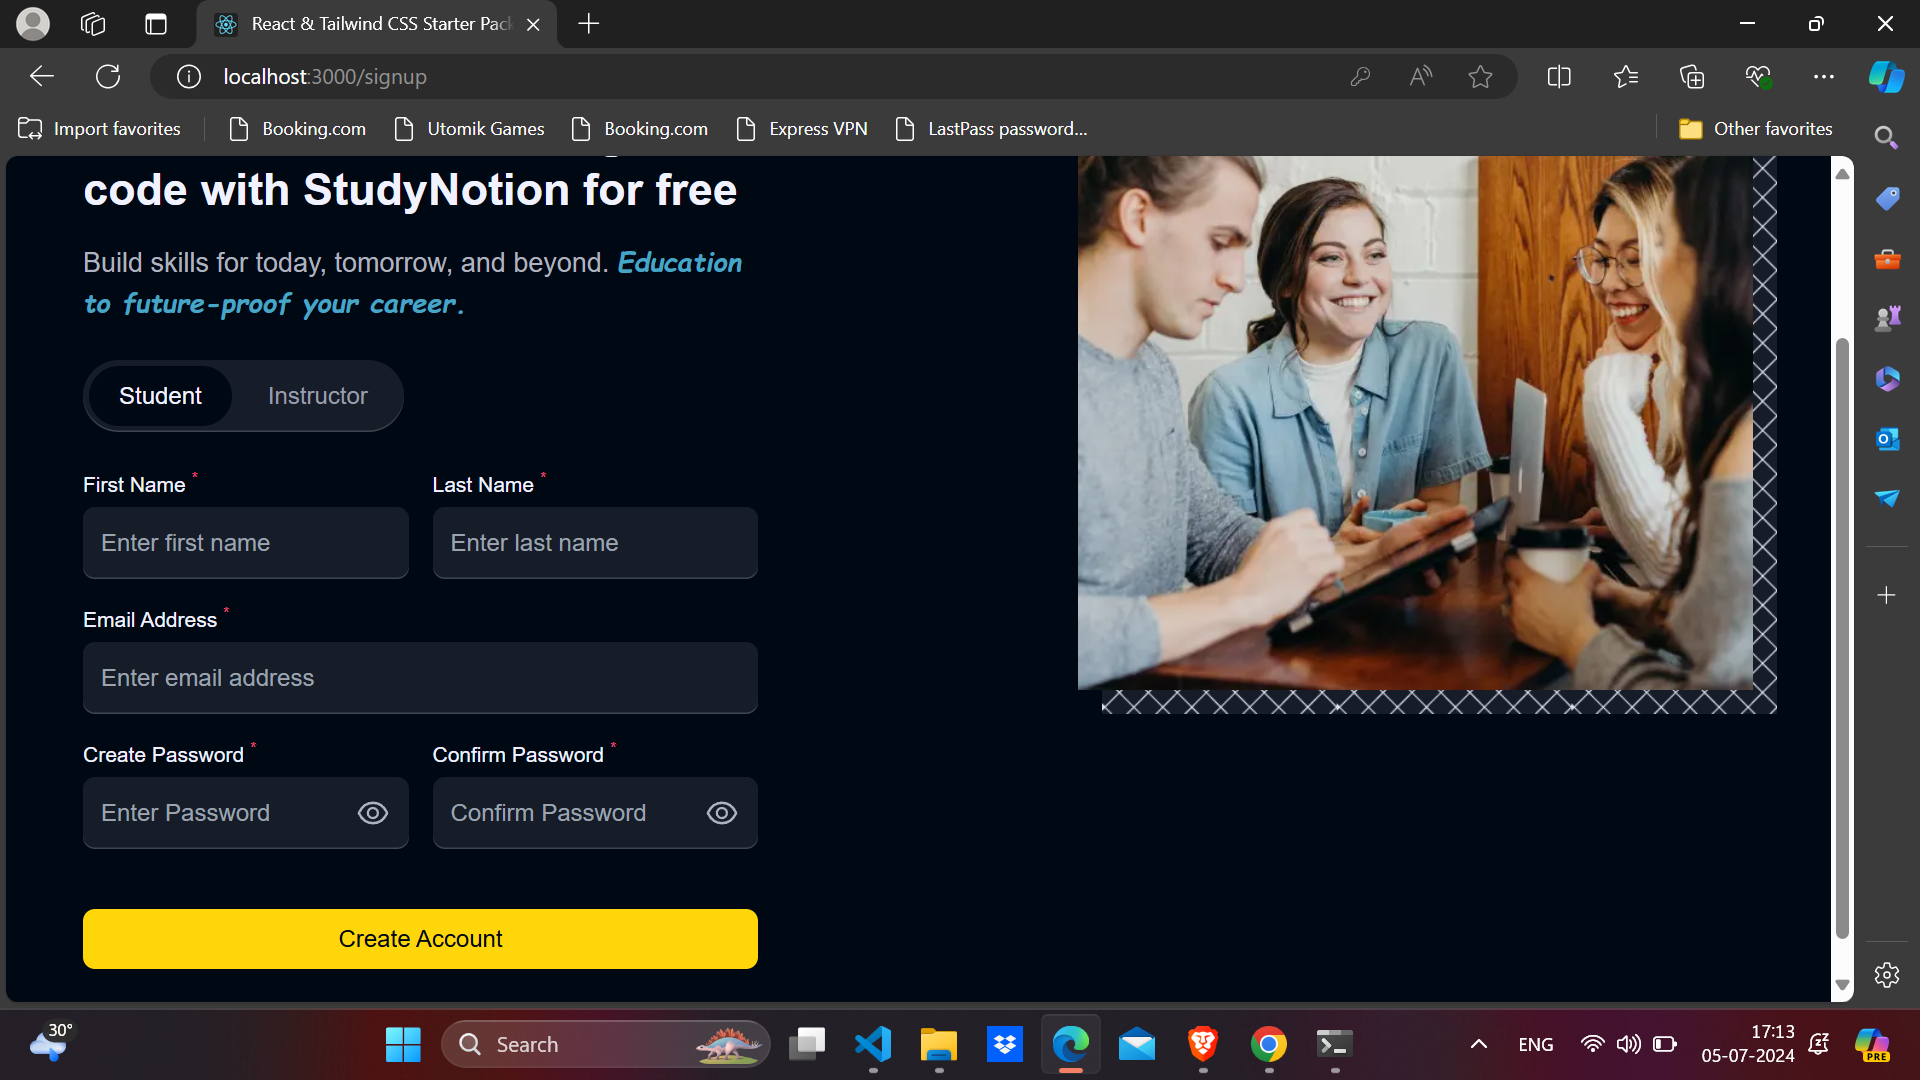 React & Tailwind CSS Starter Pack
localhost:3000/signup
Import favorites
Booking.com
Utomik Games
Booking.com
Express VPN
LastPass password...
Other favorites
code with StudyNotion for free
Build skills for today, tomorrow, and beyond. Education
to future-proof your career.
Student
Instructor
First Name *
Last Name *
Enter first name
Enter last name
Email Address *
Enter email address
Create Password *
Confirm Password *
Enter Password
Confirm Password
Create Account
30°
Search
ENG
17:13
05-07-2024
PRE